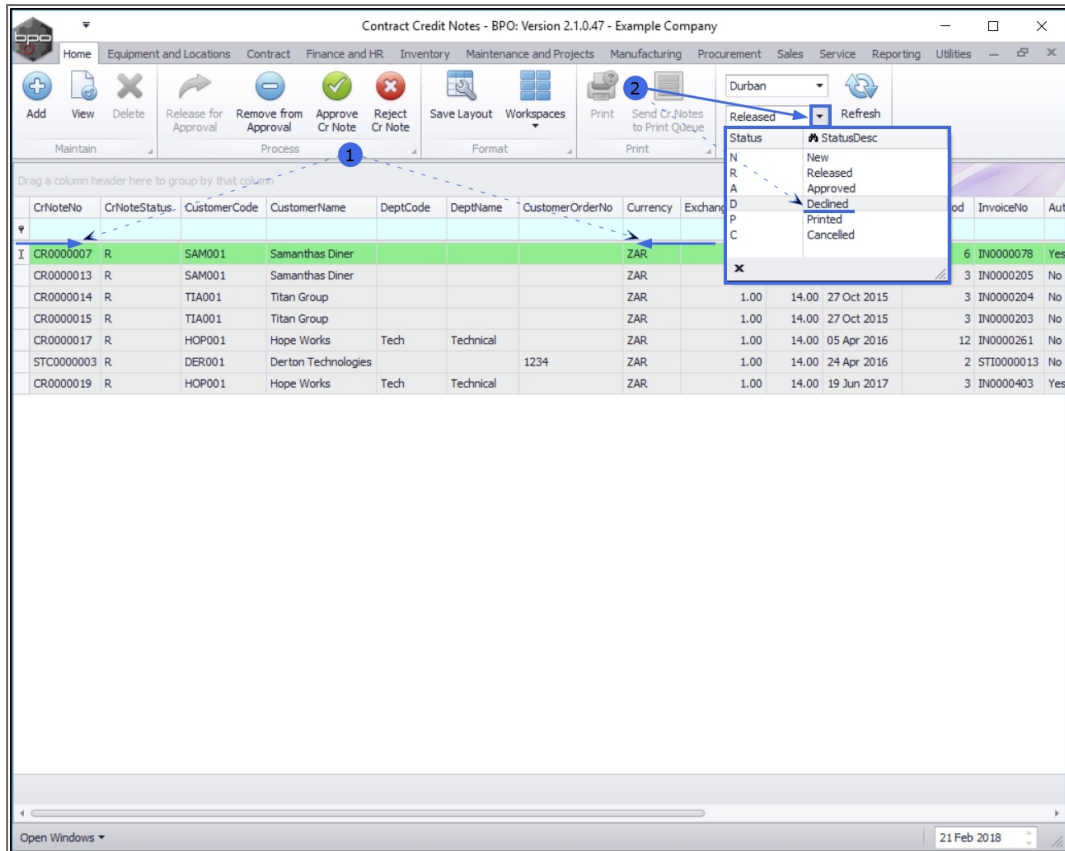 Contract Credit Notes - BPO: Version 2.1.0.47 - Example Company
bpo
Home Equipment and Locations Contract Finance and HR Inventory Maintenance and Projects Manufacturing Procurement Sales Service Reporting Utilities
Add View Delete Release for Approval Remove from Approval Approve Cr Note Reject Cr Note Save Layout Workspaces Print Send Cr Notes to Print Queue Durban Released Refresh
2
Maintain Process Format Print
1
Status StatusDesc
N New
R Released
A Approved
D Declined
P Printed
C Cancelled
Drag a column header here to group by that column
CrNoteNo CrNoteStatus CustomerCode CustomerName DeptCode DeptName CustomerOrderNo Currency Exchang od InvoiceNo Aut
CR0000007 R SAM001 Samanthas Diner ZAR 6 IN0000078 Yes
CR0000013 R SAM001 Samanthas Diner ZAR 3 IN0000205 No
CR0000014 R TIA001 Titan Group ZAR 1.00 14.00 27 Oct 2015 3 IN0000204 No
CR0000015 R TIA001 Titan Group ZAR 1.00 14.00 27 Oct 2015 3 IN0000203 No
CR0000017 R HOP001 Hope Works Tech Technical ZAR 1.00 14.00 05 Apr 2016 12 IN0000261 No
STC0000003 R DER001 Derton Technologies 1234 ZAR 1.00 14.00 24 Apr 2016 2 STI0000013 No
CR0000019 R HOP001 Hope Works Tech Technical ZAR 1.00 14.00 19 Jun 2017 3 IN0000403 Yes
Open Windows 21 Feb 2018